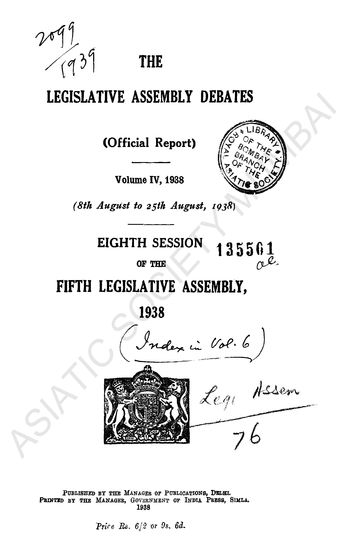 2099
/1939
THE
LEGISLATIVE ASSEMBLY DEBATES
(Official Report)
Volume IV, 1938
(8th August to 25th August, 1938)
LIBRARY
OF THE
BOMBAY
BRANCH
OF THE
ROYAL ASIATIC SOCIETY
EIGHTH SESSION
135501
OF THE
FIFTH LEGISLATIVE ASSEMBLY,
1938
(Index in Vol. 6)
Legi Assem
76
PUBLISHED BY THE MANAGER OF PUBLICATIONS, DELHI.
PRINTED BY THE MANAGER, GOVERNMENT OF INDIA PRESS, SIMLA.
1938
Price Rs. 6/2 or 9s. 6d.
ASIATIC SOCIETY MUMBAI